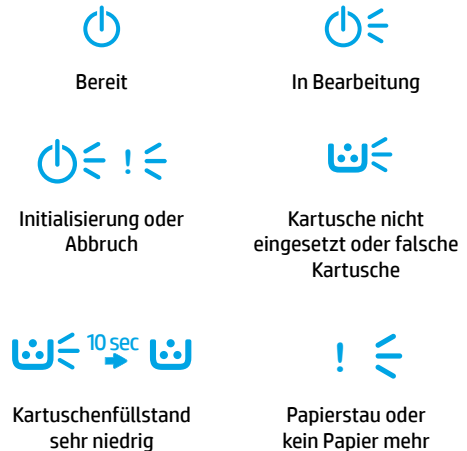 Bereit
In Bearbeitung
! 
Initialisierung oder
Abbruch
Kartusche nicht
eingesetzt oder falsche
Kartusche
10 sec
Kartuschenfüllstand
sehr niedrig
!
Papierstau oder
kein Papier mehr